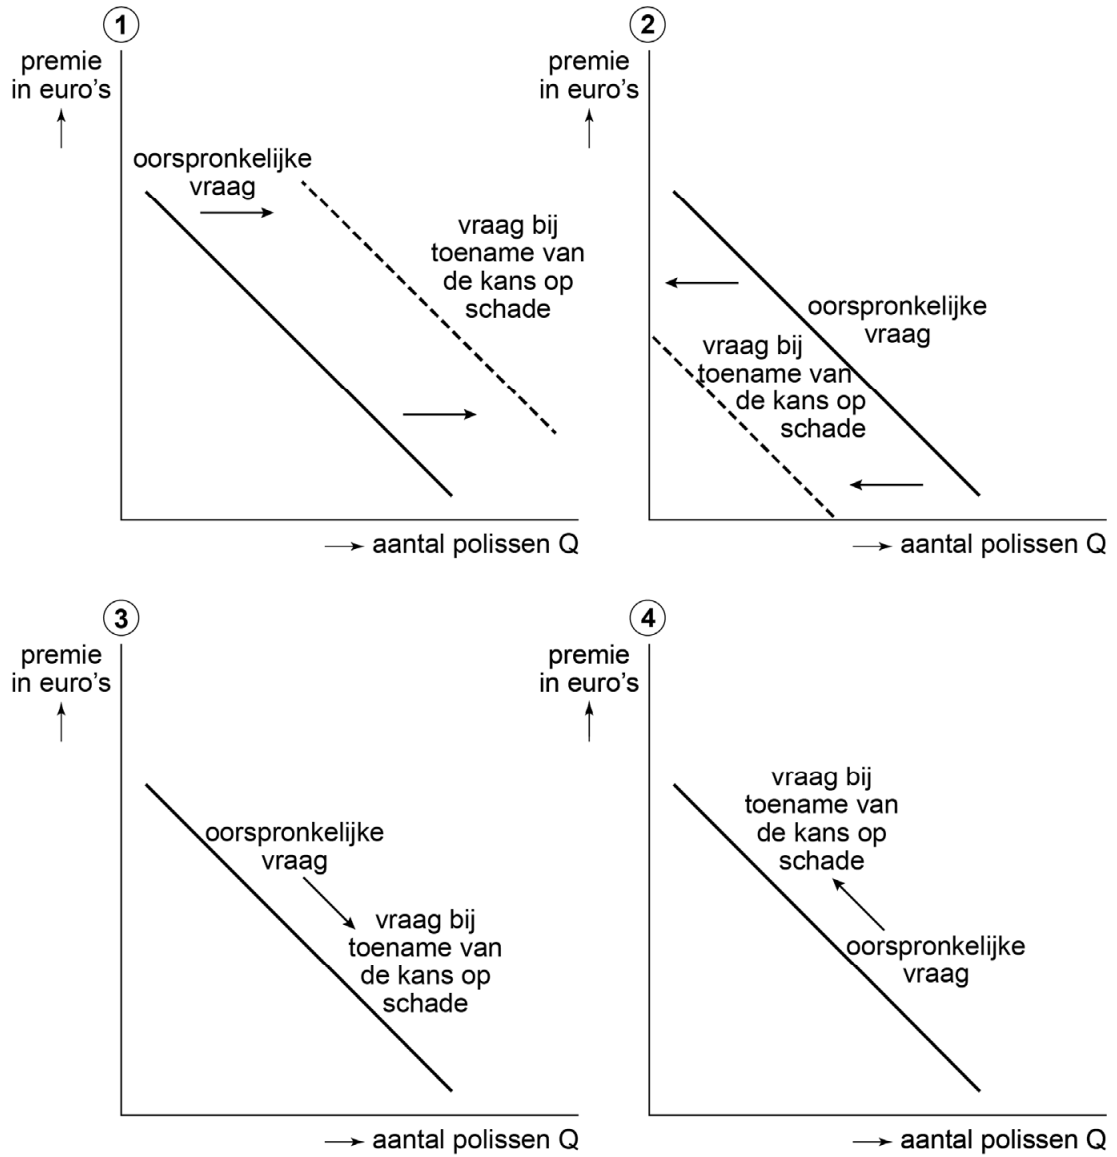 1
premie
in euro's
oorspronkelijke
vraag
vraag bij
toename van
de kans op
schade
aantal polissen Q
2
premie
in euro's
oorspronkelijke
vraag
vraag bij
toename van
de kans op
schade
aantal polissen Q
3
premie
in euro's
oorspronkelijke
vraag
vraag bij
toename van
de kans op
schade
aantal polissen Q
4
premie
in euro's
vraag bij
toename van
de kans op
schade
oorspronkelijke
vraag
aantal polissen Q